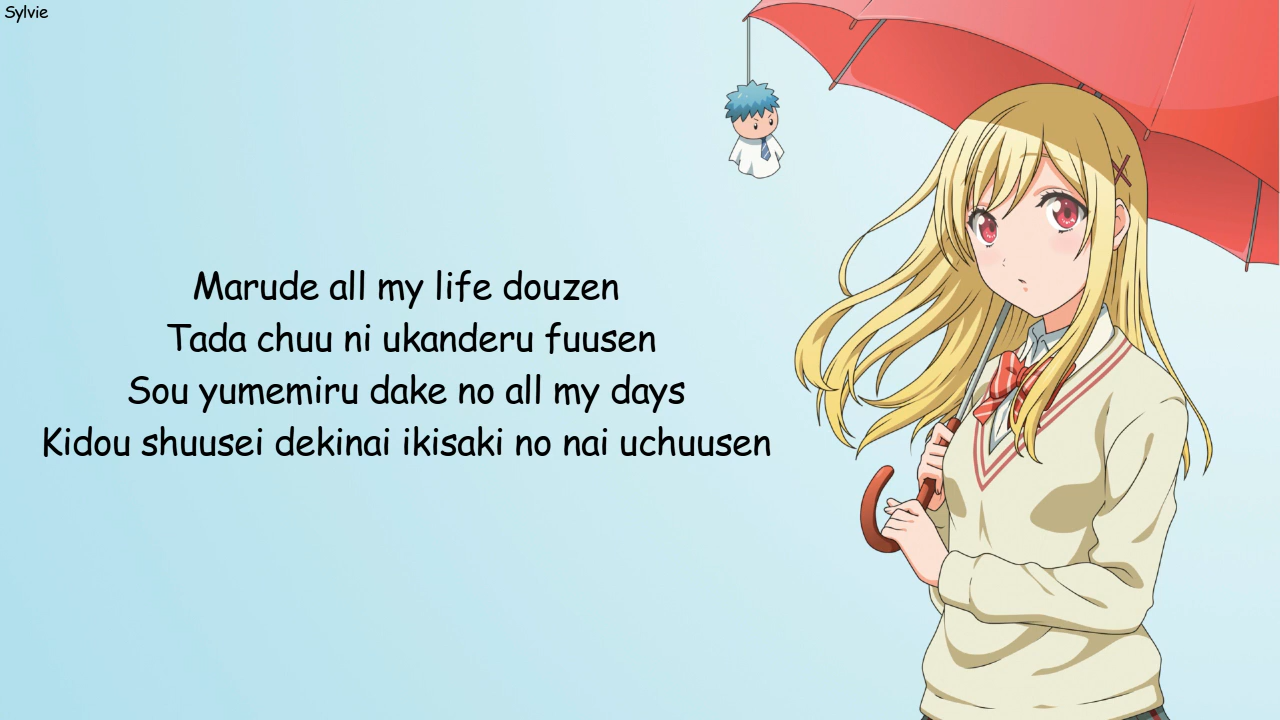 Sylvie
Marude all my life douzen
Tada chuu ni ukanderu fuusen
Sou yumemiru dake no all my days
Kidou shuusei dekinai ikisaki no nai uchuusen